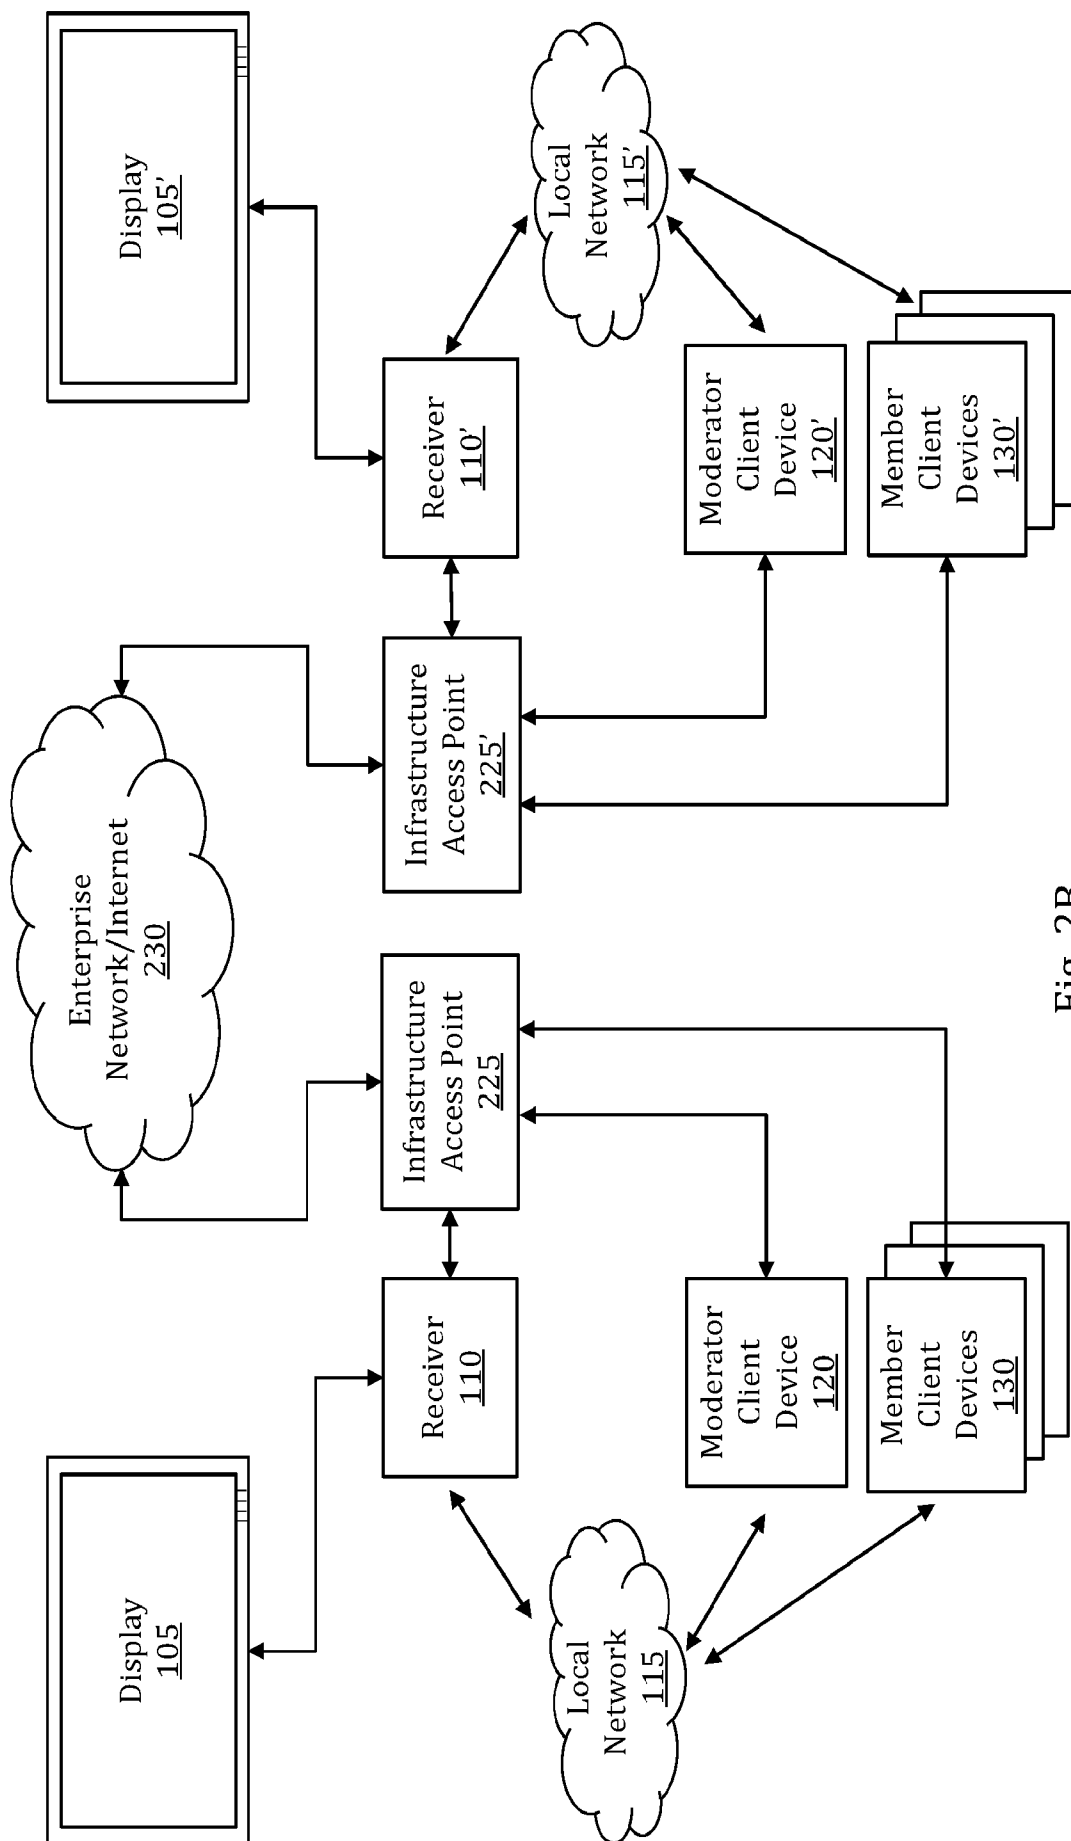 Display
105
Enterprise
Network/Internet
230
Display
105'
Receiver
110
Infrastructure
Access Point
225
Infrastructure
Access Point
225'
Receiver
110'
Local
Network
115
Local
Network
115'
Moderator
Client
Device
120
Moderator
Client
Device
120'
Member
Client
Devices
130
Member
Client
Devices
130'
Fig. 2B